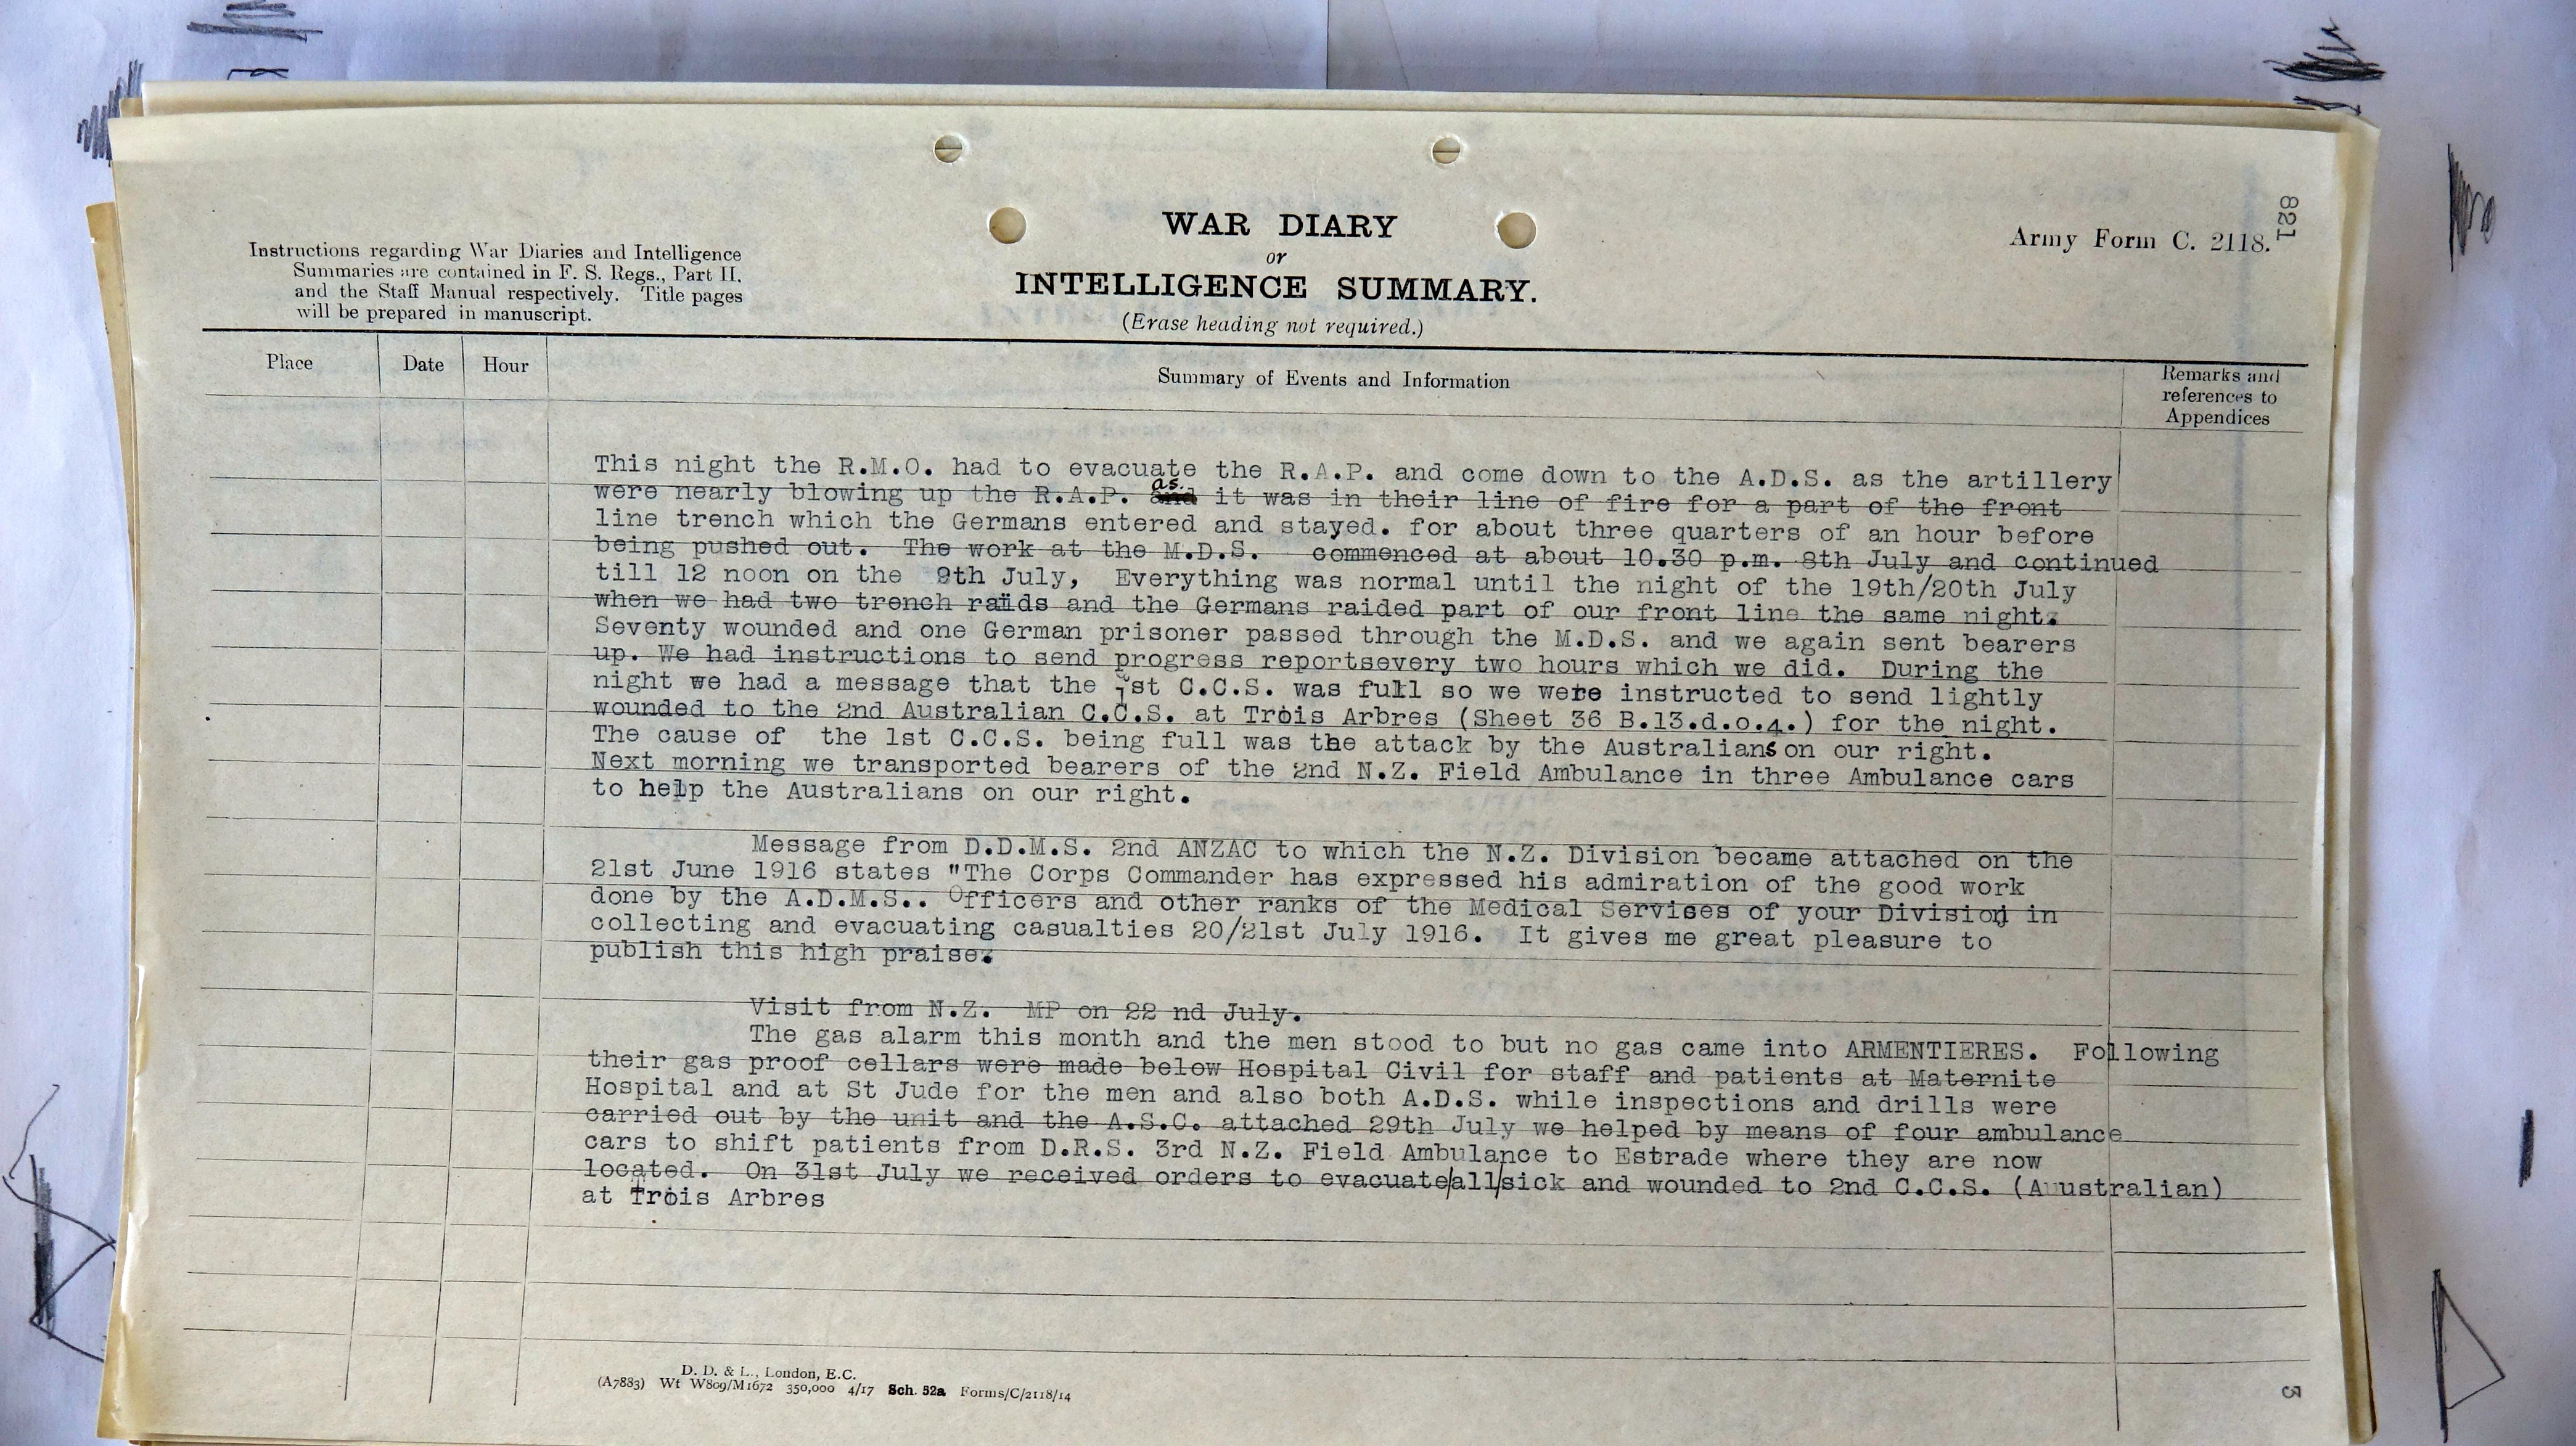 821
Army Form C. 2118.
WAR DIARY
or
INTELLIGENCE SUMMARY.
(Erase heading not required.)
Instructions regarding War Diaries and Intelligence
Summaries are contained in F. S. Regs., Part II.
and the Staff Manual respectively. Title pages
will be prepared in manuscript.
Place
Date
Hour
Summary of Events and Information
Remarks and
references to
Appendices
This night the R.M.O. had to evacuate the R.A.P. and come down to the A.D.S. as the artillery
were nearly blowing up the R.A.P. as. it was in their line of fire for a part of the front
line trench which the Germans entered and stayed. for about three quarters of an hour before
being pushed out. The work at the M.D.S. commenced at about 10.30 p.m. 8th July and continued
till 12 noon on the 9th July, Everything was normal until the night of the 19th/20th July
when we had two trench raids and the Germans raided part of our front line the same night.
Seventy wounded and one German prisoner passed through the M.D.S. and we again sent bearers
up. We had instructions to send progress reportsevery two hours which we did. During the
night we had a message that the 1st C.C.S. was full so we were instructed to send lightly
wounded to the 2nd Australian C.C.S. at Trois Arbres (Sheet 36 B.13.d.o.4.) for the night.
The cause of the 1st C.C.S. being full was the attack by the Australians on our right.
Next morning we transported bearers of the 2nd N.Z. Field Ambulance in three Ambulance cars
to help the Australians on our right.
Message from D.D.M.S. 2nd ANZAC to which the N.Z. Division became attached on the
21st June 1916 states "The Corps Commander has expressed his admiration of the good work
done by the A.D.M.S.. Officers and other ranks of the Medical Services of your Division in
collecting and evacuating casualties 20/21st July 1916. It gives me great pleasure to
publish this high praise.
Visit from N.Z. MP on 22 nd July.
The gas alarm this month and the men stood to but no gas came into ARMENTIERES. Following
their gas proof cellars were made below Hospital Civil for staff and patients at Maternite
Hospital and at St Jude for the men and also both A.D.S. while inspections and drills were
carried out by the unit and the A.S.C. attached 29th July we helped by means of four ambulance
cars to shift patients from D.R.S. 3rd N.Z. Field Ambulance to Estrade where they are now
located. On 31st July we received orders to evacuate/all/sick and wounded to 2nd C.C.S. (Auustralian)
at Trois Arbres
D. D. & L., London, E.C.
(A7883) Wt W809/M1672 350,000 4/17 Sch. 52a Forms/C/2118/14
3